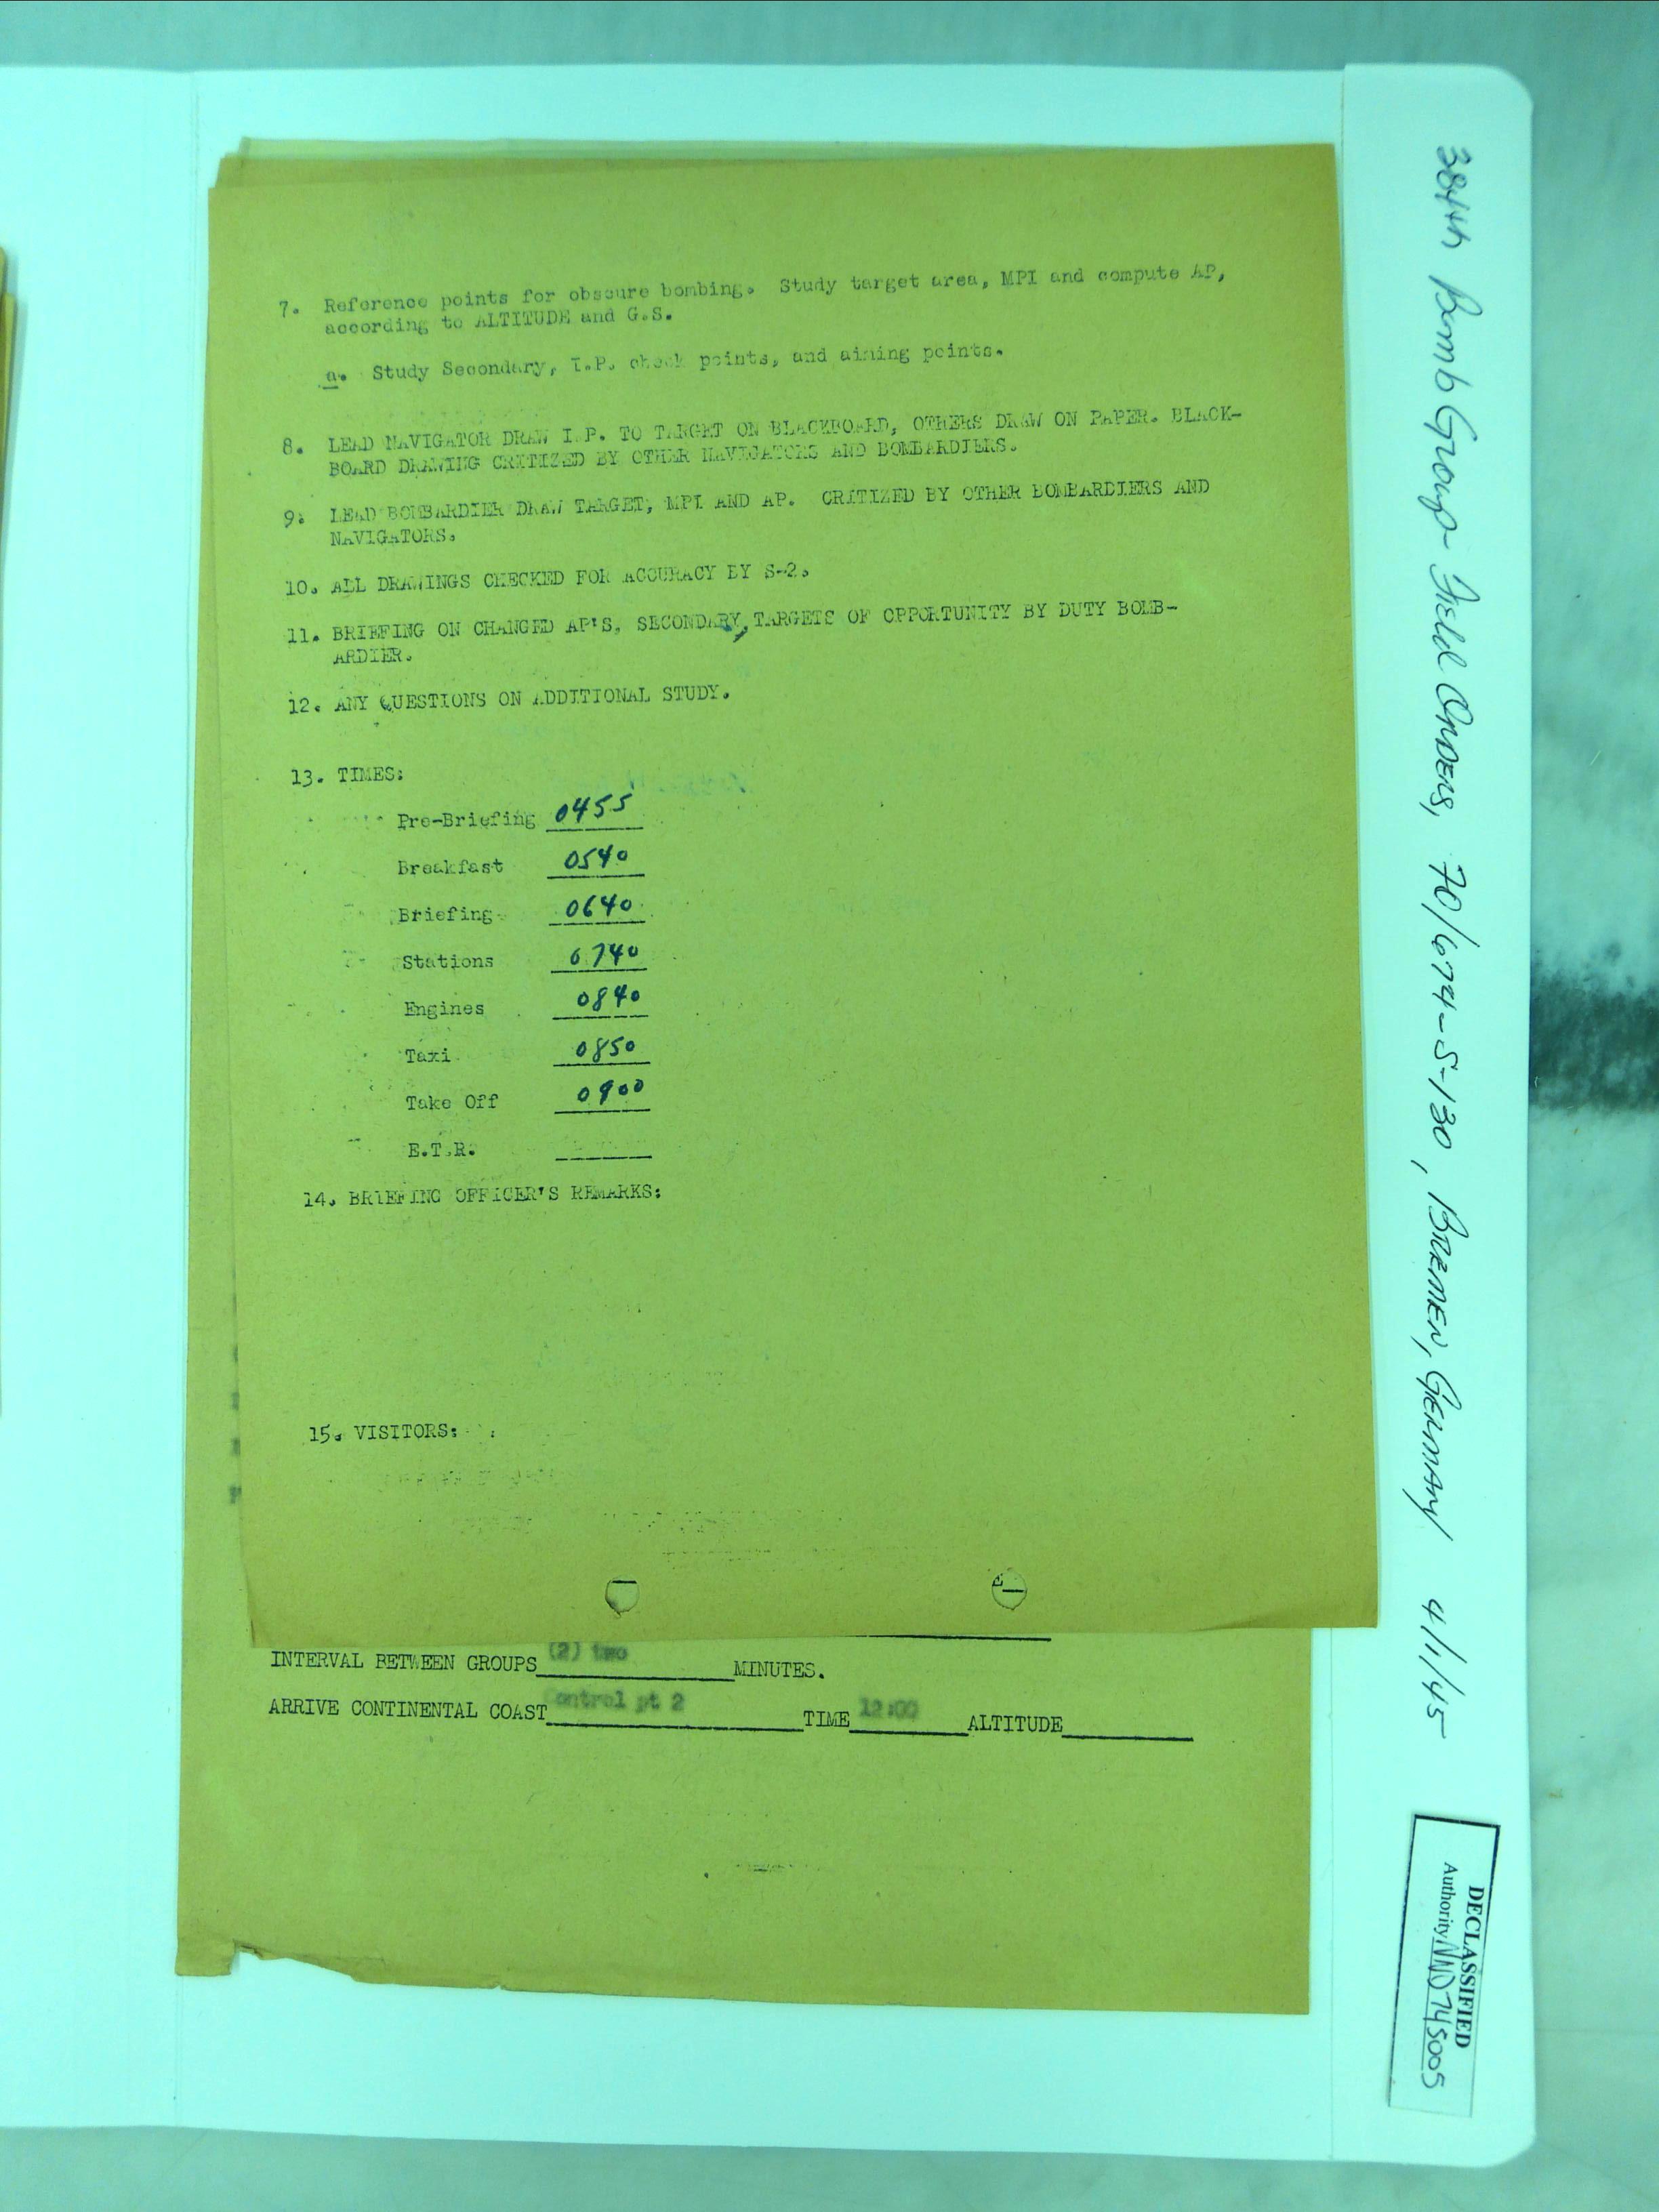 7. Reference points for obscure bombing. Study target area, MPI and compute AP,
according to ALTITUDE and G.S.
a. Study Secondary, I.P. check points, and aiming points.
8. LEAD NAVIGATOR DRAW I.P. TO TARGET ON BLACKBOARD, OTHERS DRAW ON PAPER. BLACK-
BOARD DRAWING CRITIZED BY OTHER NAVIGATORS AND BOMBARDIERS.
9. LEAD BOMBARDIER DRAW TARGET, MPI AND AP. CRITIZED BY OTHER BOMBARDIERS AND
NAVIGATORS.
10. ALL DRAWINGS CHECKED FOR ACCURACY BY S-2.
11. BRIEFING ON CHANGED AP'S, SECONDARY, TARGETS OF OPPORTUNITY BY DUTY BOMB-
ARDIER.
12. ANY QUESTIONS ON ADDITIONAL STUDY.
13. TIMES:
Pre-Briefing 0455
Breakfast 0540
Briefing 0640
Stations 0740
Engines 0840
Taxi 0850
Take Off 0900
E.T.R.
14. BRIEFING OFFICER'S REMARKS:
15. VISITORS:
INTERVAL BETWEEN GROUPS (2) two MINUTES.
ARRIVE CONTINENTAL COAST Control pt 2 TIME 12:00 ALTITUDE
384th Bomb Group - Field Orders, 70/674-5-130, BREMEN, GERMANY 4/1/45
DECLASSIFIED
Authority NND745005